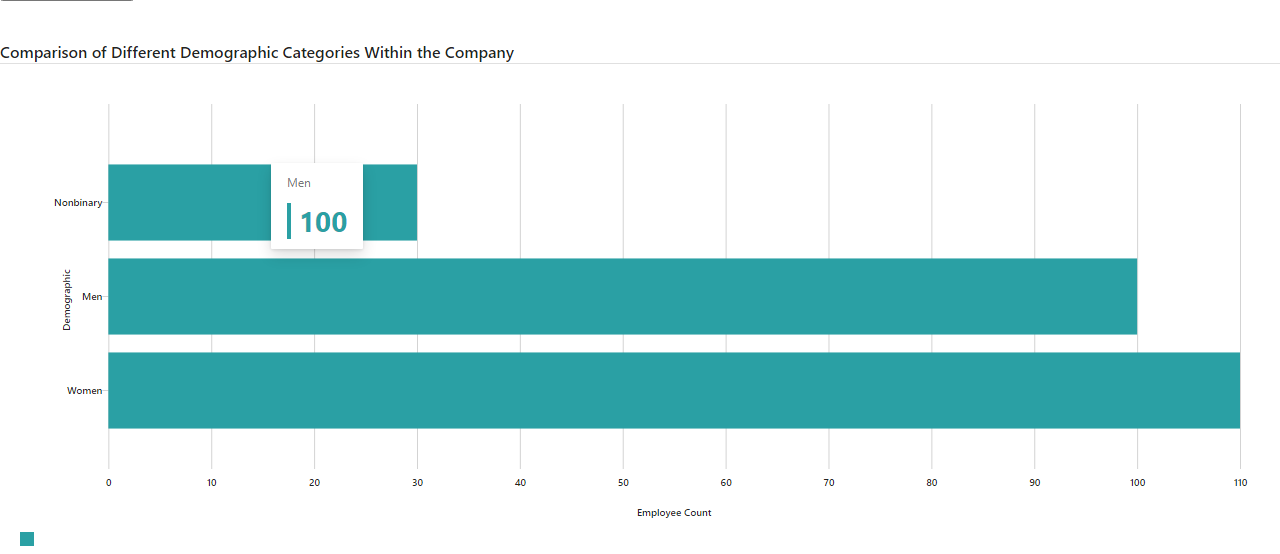 Comparison of Different Demographic Categories Within the Company
Nonbinary
Men
100
Demographic
Men
Women
0 10 20 30 40 50 60 70 80 90 100 110
Employee Count